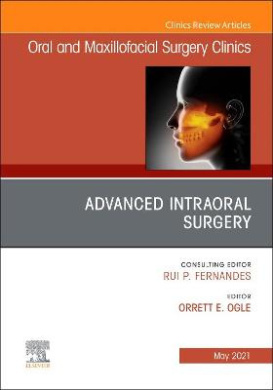 Clinics Review Articles
Oral and Maxillofacial Surgery Clinics
ADVANCED INTRAORAL
SURGERY
CONSULTING EDITOR
RUI P. FERNANDES
EDITOR
ORRETT E. OGLE
ELSEVIER
May 2021